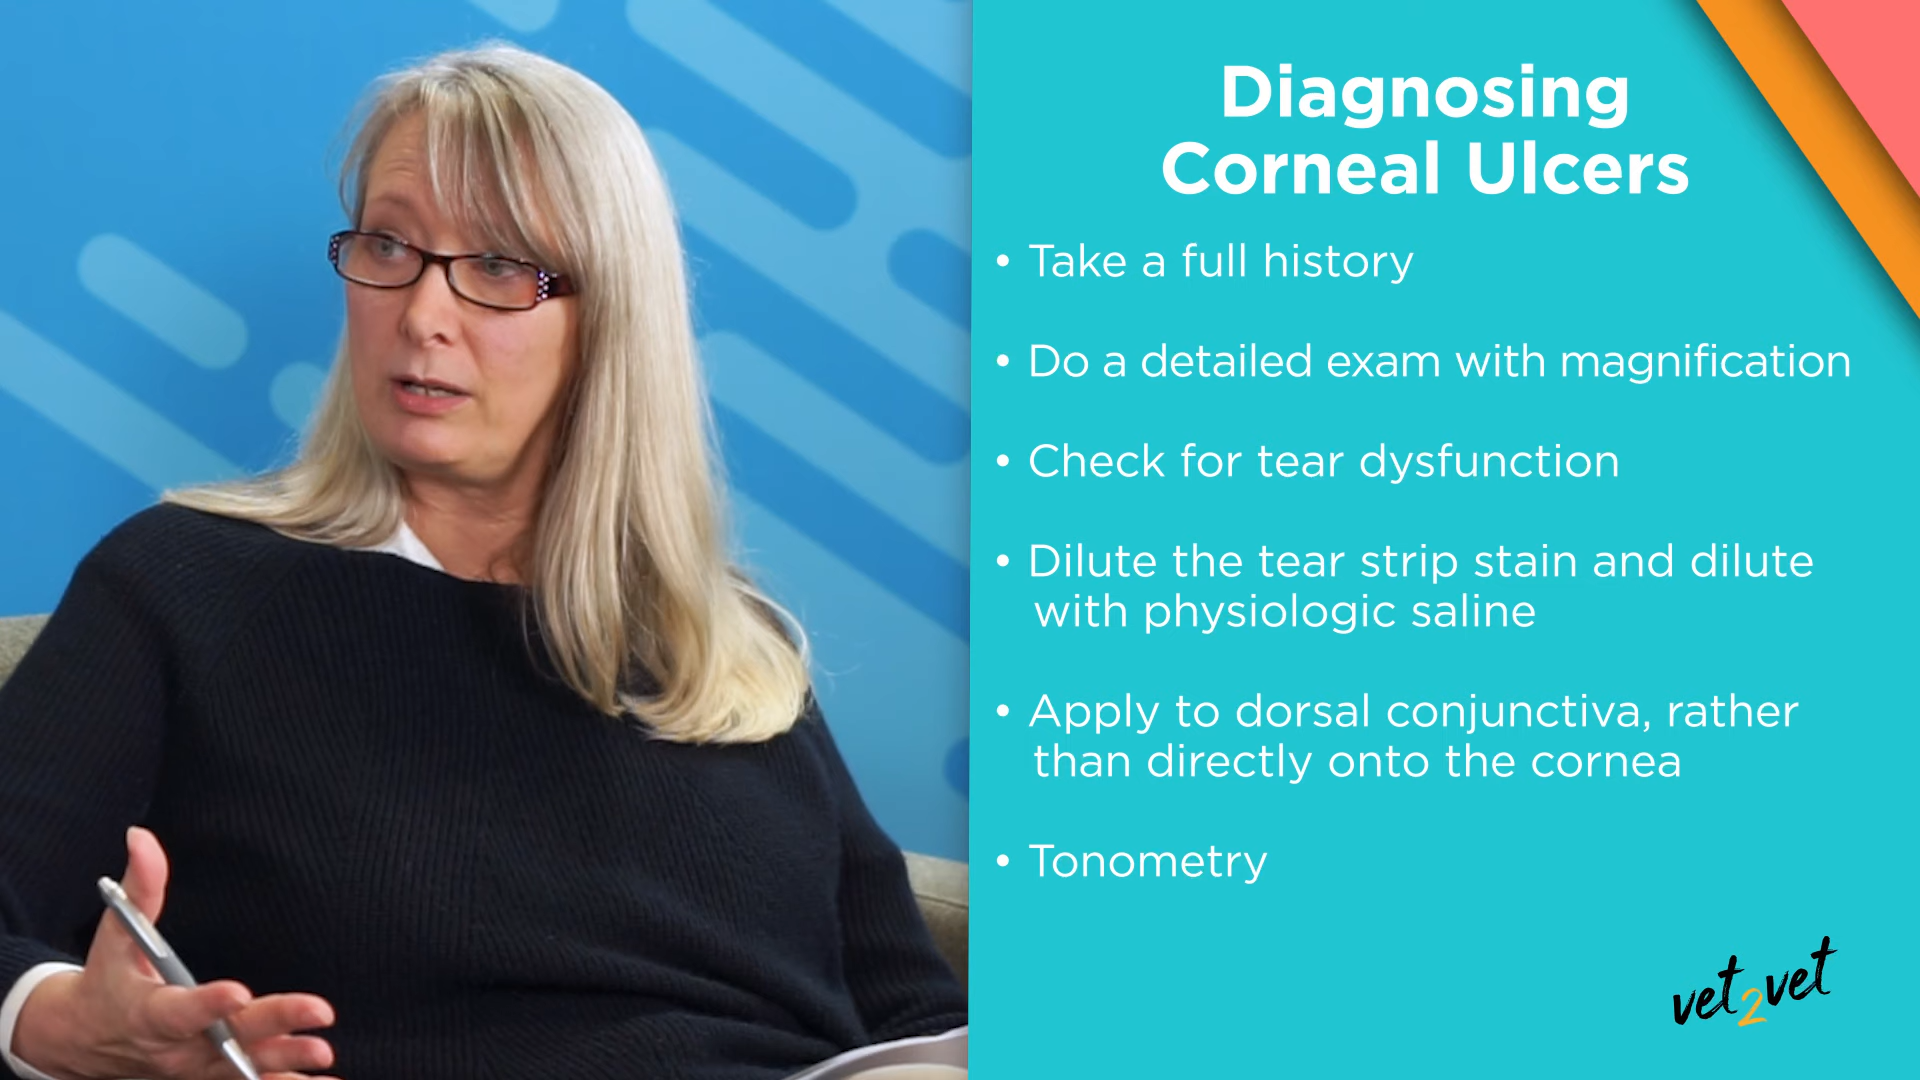 Diagnosing
Corneal Ulcers
• Take a full history
• Do a detailed exam with magnification
• Check for tear dysfunction
• Dilute the tear strip stain and dilute
with physiologic saline
• Apply to dorsal conjunctiva, rather
than directly onto the cornea
• Tonometry
vet2vet